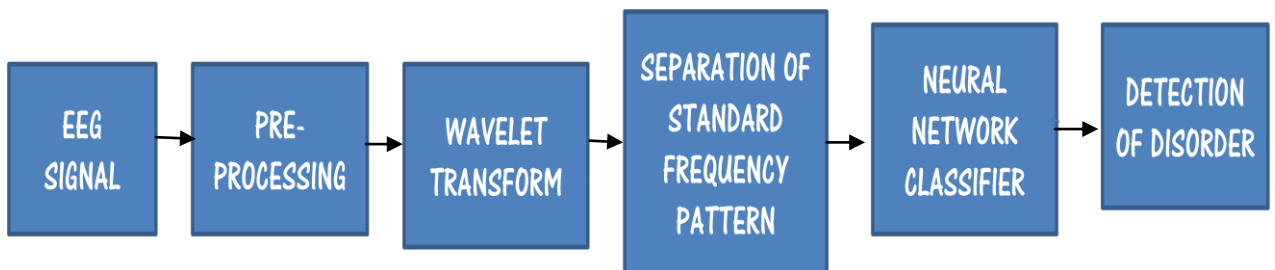 EEG
SIGNAL
PRE-
PROCESSING
WAVELET
TRANSFORM
SEPARATION OF
STANDARD
FREQUENCY
PATTERN
NEURAL
NETWORK
CLASSIFIER
DETECTION
OF DISORDER